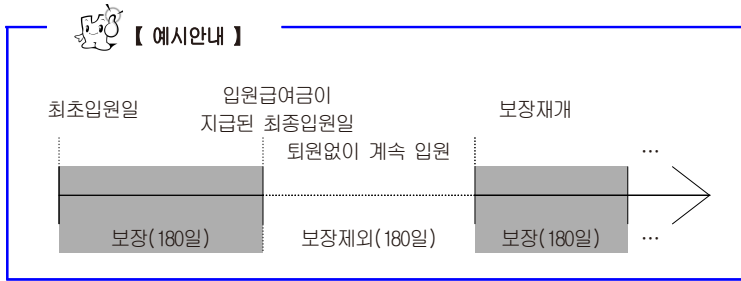 【 예시안내 】
최초입원일
입원급여금이
지급된 최종입원일
보장재개
퇴원없이 계속 입원
…
보장(180일)
보장제외(180일)
보장(180일)
…